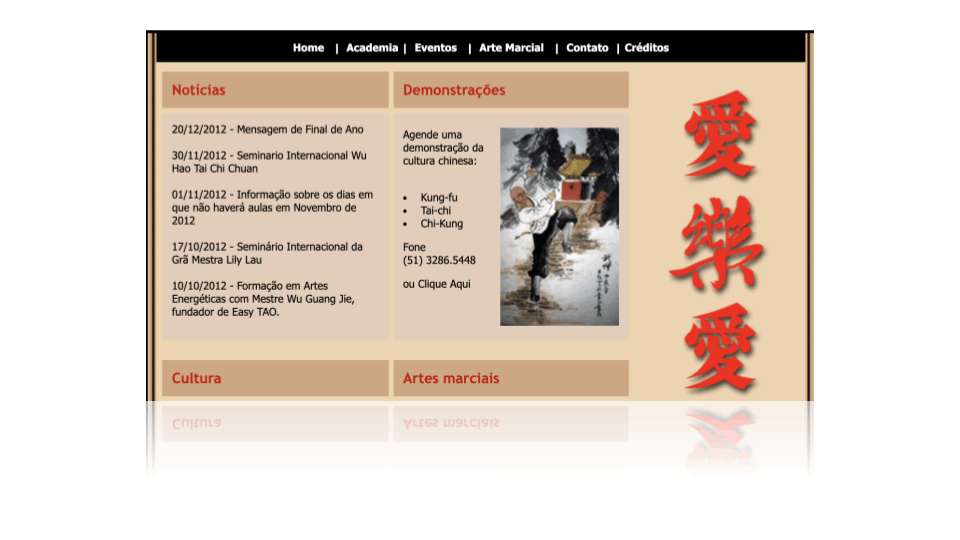 Home | Academia | Eventos | Arte Marcial | Contato | Créditos
Notícias
20/12/2012 - Mensagem de Final de Ano
30/11/2012 - Seminario Internacional Wu
Hao Tai Chi Chuan
01/11/2012 - Informação sobre os dias em
que não haverá aulas em Novembro de
2012
17/10/2012 - Seminário Internacional da
Grã Mestra Lily Lau
10/10/2012 - Formação em Artes
Energéticas com Mestre Wu Guang Jie,
fundador de Easy TAO.
Demonstrações
Agende uma
demonstração da
cultura chinesa:
• Kung-fu
• Tai-chi
• Chi-Kung
Fone
(51) 3286.5448
ou Clique Aqui
愛
樂
愛
Cultura
Artes marciais